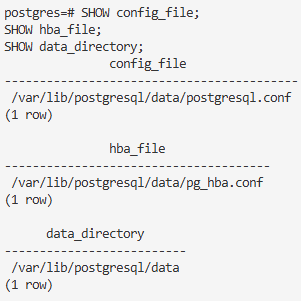 postgres=# SHOW config_file;
SHOW hba_file;
SHOW data_directory;
config_file
------------------------------------------
/var/lib/postgresql/data/postgresql.conf
(1 row)
hba_file
--------------------------------------
/var/lib/postgresql/data/pg_hba.conf
(1 row)
data_directory
--------------------------
/var/lib/postgresql/data
(1 row)